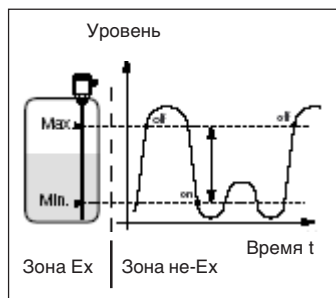 Уровень
Max.
off
off
Min.
on
Время t
Зона Ex
Зона не-Ex